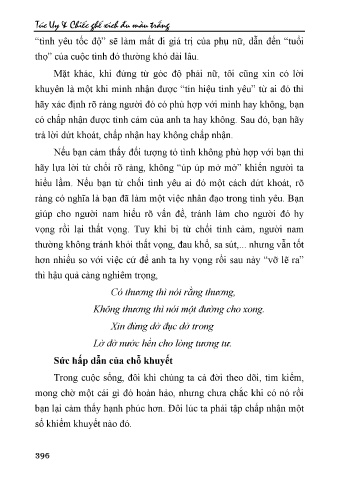 Túc Uy & Chiếc ghế xích đu màu trắng
“tình yêu tốc độ” sẽ làm mất đi giá trị của phụ nữ, dẫn đến “tuổi
thọ” của cuộc tình đó thường khó dài lâu.
Mặt khác, khi đứng từ góc độ phái nữ, tôi cũng xin có lời
khuyên là một khi mình nhận được “tín hiệu tình yêu” từ ai đó thì
hãy xác định rõ ràng người đó có phù hợp với mình hay không, bạn
có chấp nhận được tình cảm của anh ta hay không. Sau đó, bạn hãy
trả lời dứt khoát, chấp nhận hay không chấp nhận.
Nếu bạn cảm thấy đối tượng tỏ tình không phù hợp với bạn thì
hãy lựa lời từ chối rõ ràng, không “úp úp mở mở” khiến người ta
hiểu lầm. Nếu bạn từ chối tình yêu ai đó một cách dứt khoát, rõ
ràng có nghĩa là bạn đã làm một việc nhân đạo trong tình yêu. Bạn
giúp cho người nam hiểu rõ vấn đề, tránh làm cho người đó hy
vọng rồi lại thất vọng. Tuy khi bị từ chối tình cảm, người nam
thường không tránh khỏi thất vọng, đau khổ, sa sút,... nhưng vẫn tốt
hơn nhiều so với việc cứ để anh ta hy vọng rồi sau này “vỡ lẽ ra”
thì hậu quả càng nghiêm trọng,
Có thương thì nói rằng thương,
Không thương thì nói một đường cho xong.
Xin đừng dở đục dở trong
Lờ đờ nước hến cho lòng tương tư.
Sức hấp dẫn của chỗ khuyết
Trong cuộc sống, đôi khi chúng ta cả đời theo dõi, tìm kiếm,
mong chờ một cái gì đó hoàn hảo, nhưng chưa chắc khi có nó rồi
bạn lại cảm thấy hạnh phúc hơn. Đôi lúc ta phải tập chấp nhận một
số khiếm khuyết nào đó.
396